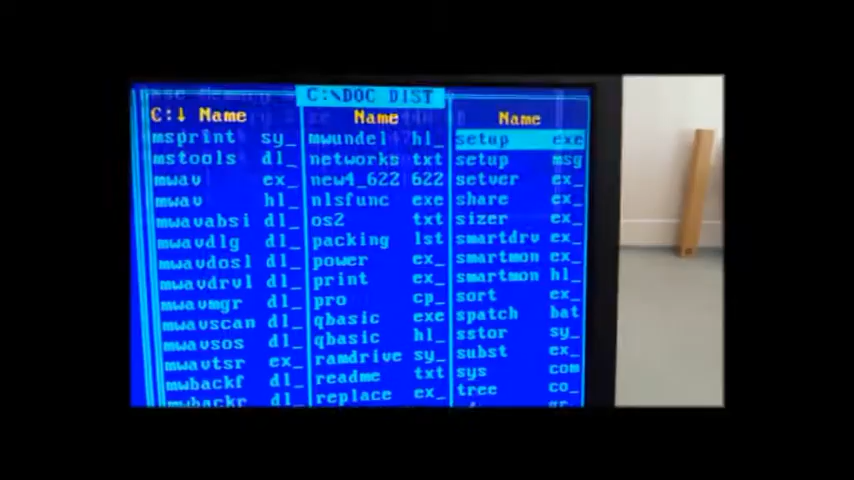 C:\DOC DIST
C:↓ Name Name Name
msprint sy_ mwundel hl_ setup exe
mstools dl_ networks txt setup msg
mwav ex_ new4_622 622 setver ex_
mwav hl_ nlsfunc exe share ex_
mwavabsi dl_ os2 txt sizer ex_
mwavdlg dl_ packing lst smartdrv ex_
mwavdosl dl_ power ex_ smartmon ex_
mwavdrvl dl_ print ex_ smartmon hl_
mwavmgr dl_ pro cp_ sort ex_
mwavscan dl_ qbasic exe spatch bat
mwavsos dl_ qbasic hl_ sstor sy_
mwavtsr ex_ ramdrive sy_ subst ex_
mwbackf dl_ readme txt sys com
mwbackr dl_ replace ex_ tree co_